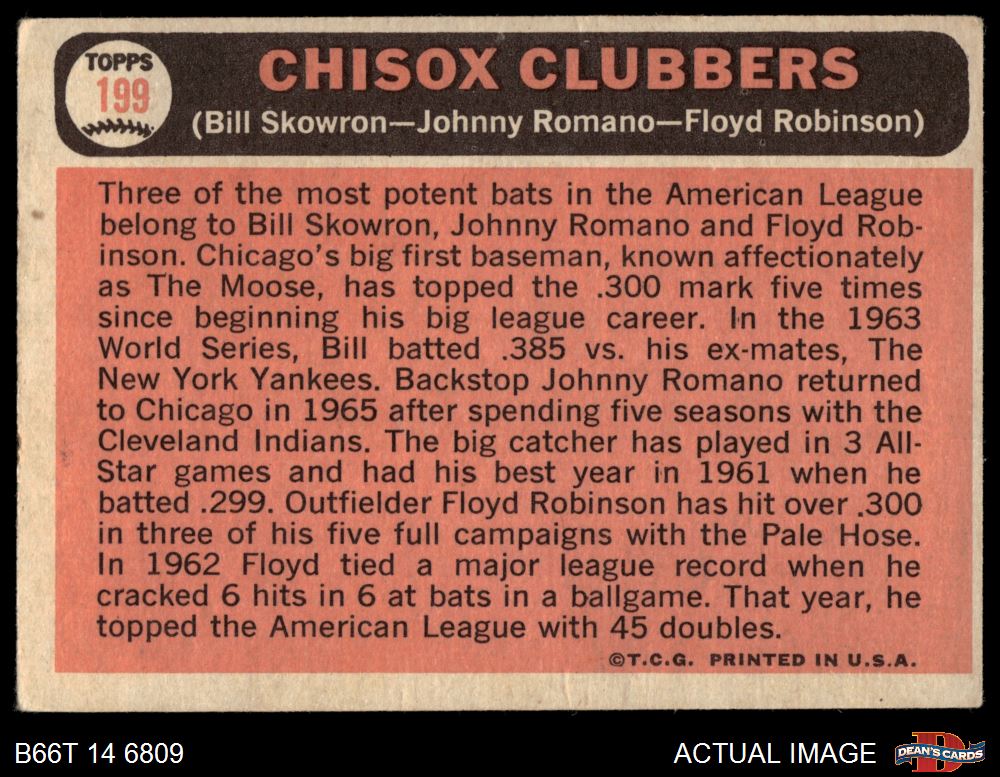 TOPPS
199
CHISOX CLUBBERS
(Bill Skowron—Johnny Romano—Floyd Robinson)
Three of the most potent bats in the American League
belong to Bill Skowron, Johnny Romano and Floyd Rob-
inson. Chicago's big first baseman, known affectionately
as The Moose, has topped the .300 mark five times
since beginning his big league career. In the 1963
World Series, Bill batted .385 vs. his ex-mates, The
New York Yankees. Backstop Johnny Romano returned
to Chicago in 1965 after spending five seasons with the
Cleveland Indians. The big catcher has played in 3 All-
Star games and had his best year in 1961 when he
batted .299. Outfielder Floyd Robinson has hit over .300
in three of his five full campaigns with the Pale Hose.
In 1962 Floyd tied a major league record when he
cracked 6 hits in 6 at bats in a ballgame. That year, he
topped the American League with 45 doubles.
©T.C.G. PRINTED IN U.S.A.
B66T 14 6809
ACTUAL IMAGE
DEAN'S CARDS